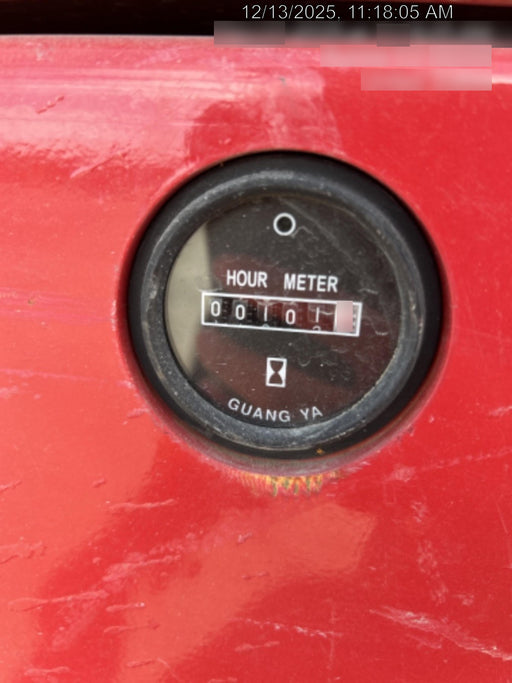 12/13/2025. 11:18:05 AM
HOUR METER
00101
GUANG YA